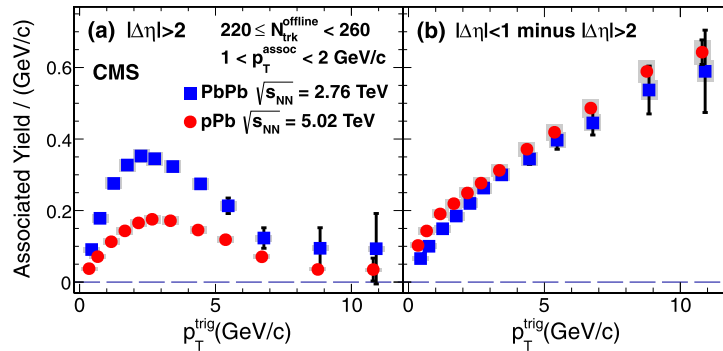 (a) |Δη|>2
220 ≤ N_trk^offline < 260
1 < p_T^assoc < 2 GeV/c
CMS
PbPb √s_NN = 2.76 TeV
pPb √s_NN = 5.02 TeV
(b) |Δη|<1 minus |Δη|>2
Associated Yield / (GeV/c)
0.6
0.4
0.2
0
0 5 10
0 5 10
p_T^trig(GeV/c)
p_T^trig(GeV/c)